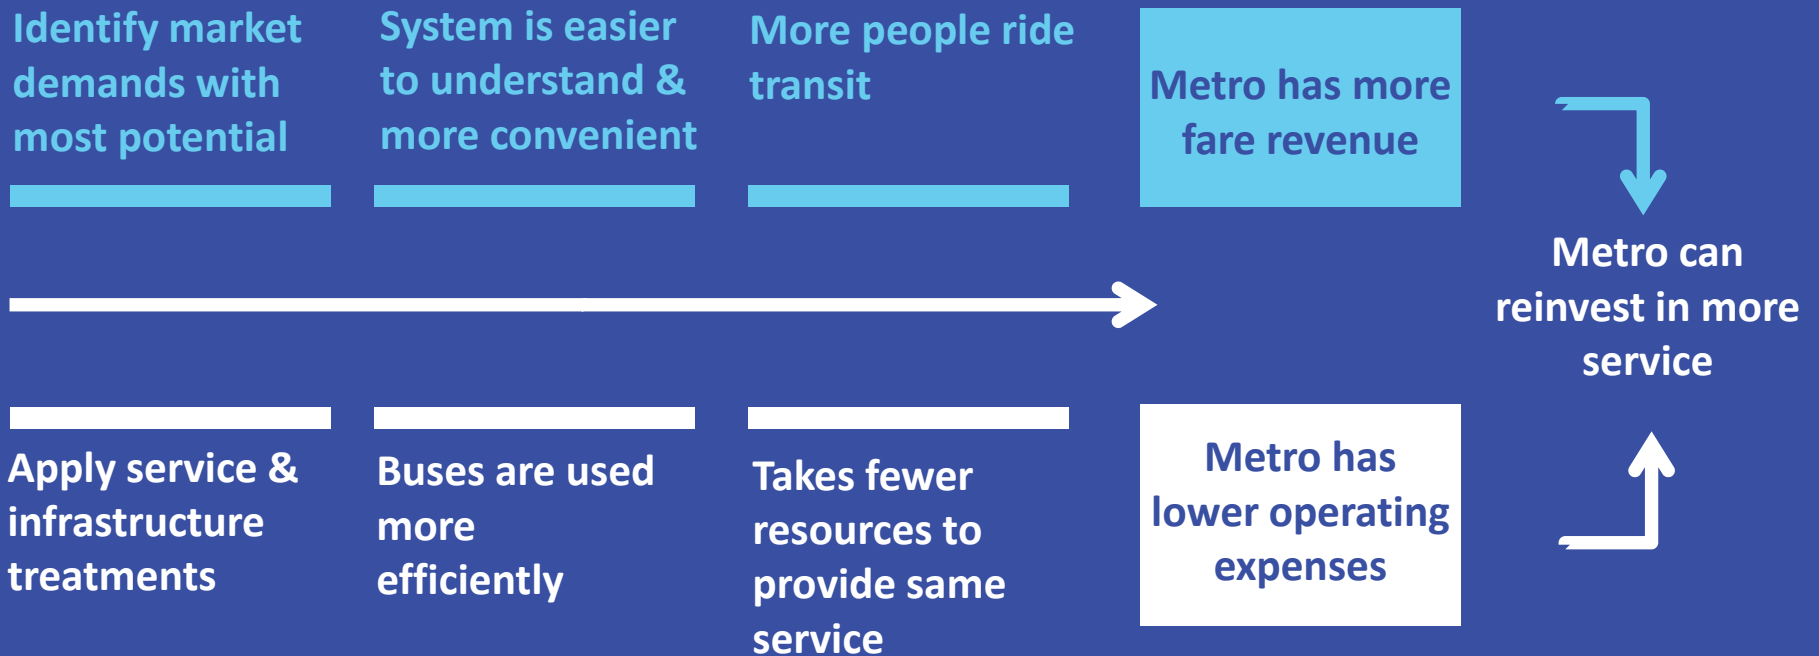 Identify market
demands with
most potential
System is easier
to understand &
more convenient
More people ride
transit
Metro has more
fare revenue
Metro can
reinvest in more
service
Apply service &
infrastructure
treatments
Buses are used
more
efficiently
Takes fewer
resources to
provide same
service
Metro has
lower operating
expenses